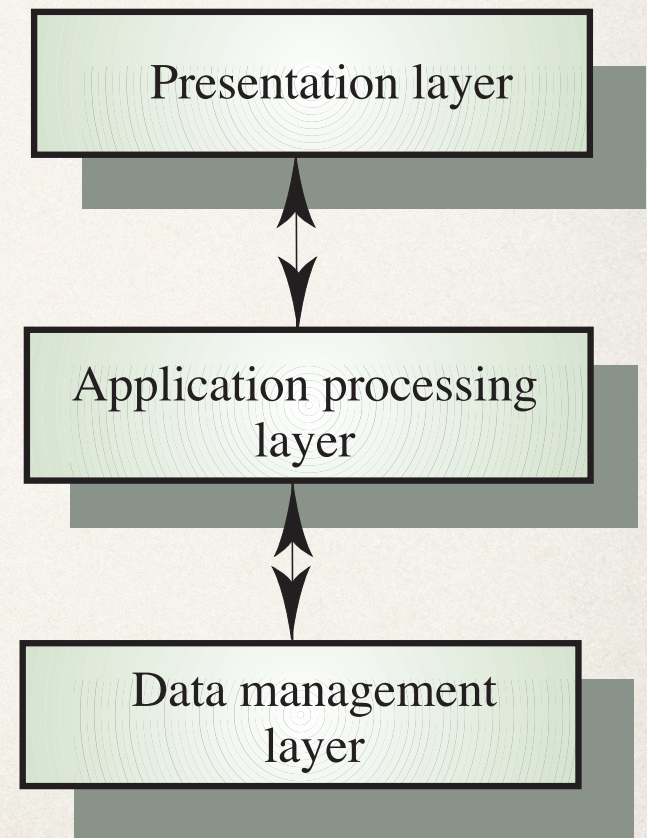 Presentation layer
Application processing
layer
Data management
layer